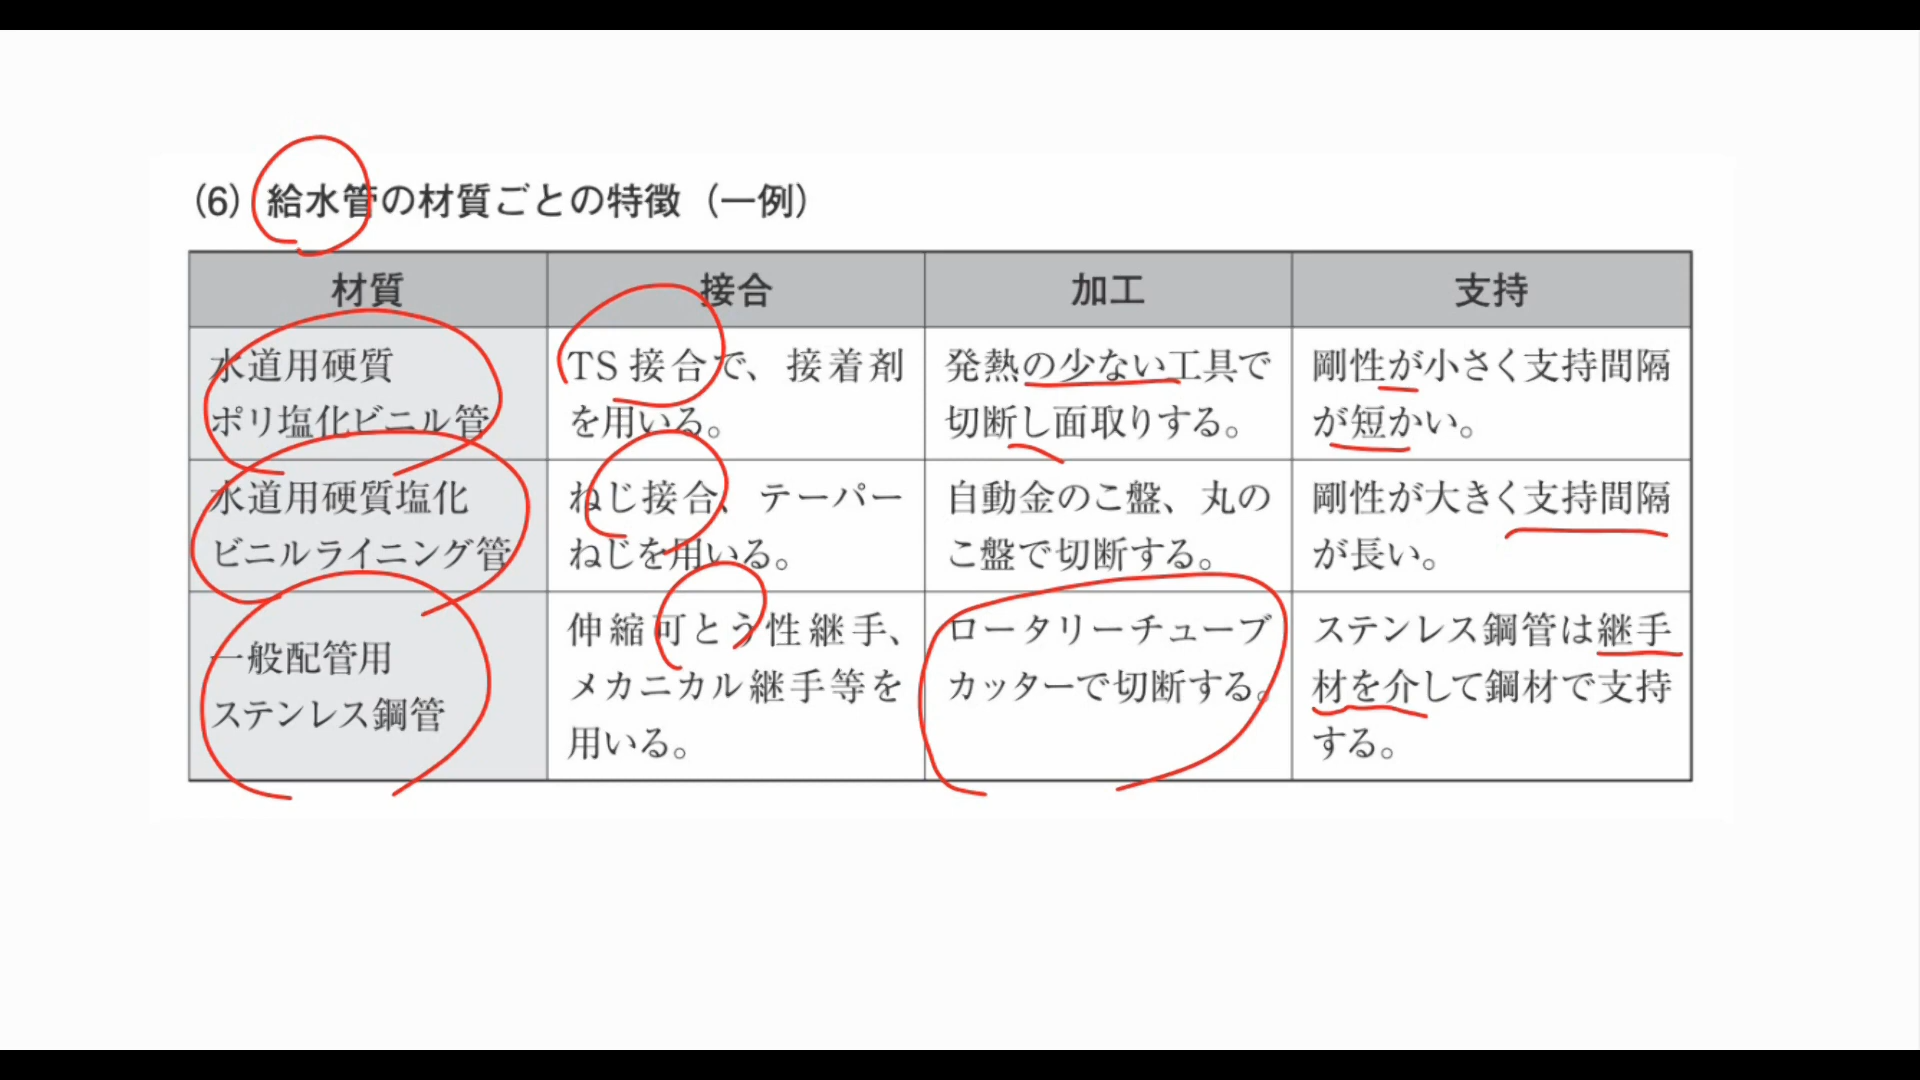 (6) 給水管の材質ごとの特徴（一例）
材質
接合
加工
支持
水道用硬質
ポリ塩化ビニル管
TS 接合で、接着剤
を用いる。
発熱の少ない工具で
切断し面取りする。
剛性が小さく支持間隔
が短かい。
水道用硬質塩化
ビニルライニング管
ねじ接合、テーパー
ねじを用いる。
自動金のこ盤、丸の
こ盤で切断する。
剛性が大きく支持間隔
が長い。
一般配管用
ステンレス鋼管
伸縮可とう性継手、
メカニカル継手等を
用いる。
ロータリーチューブ
カッターで切断する。
ステンレス鋼管は継手
材を介して鋼材で支持
する。